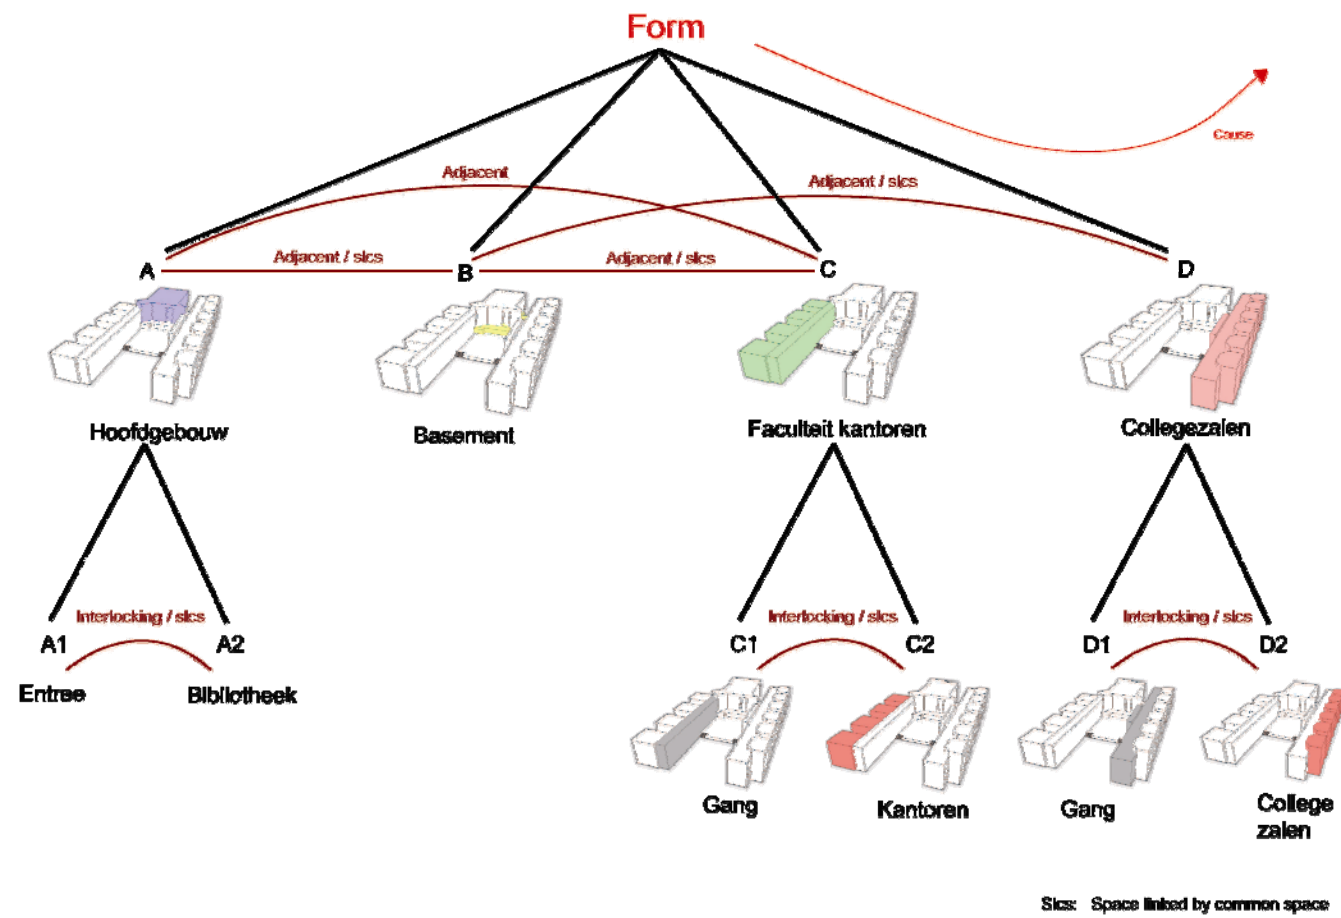 Form
Cause
Adjacent
Adjacent / slcs
Adjacent / slcs
Adjacent / slcs
A
B
C
D
Hoofdgebouw
Basement
Faculteit kantoren
Collegezalen
Interlocking / slcs
Interlocking / slcs
Interlocking / slcs
A1
A2
C1
C2
D1
D2
Entree
Bibliotheek
Gang
Kantoren
Gang
College
zalen
Slcs: Space linked by common space